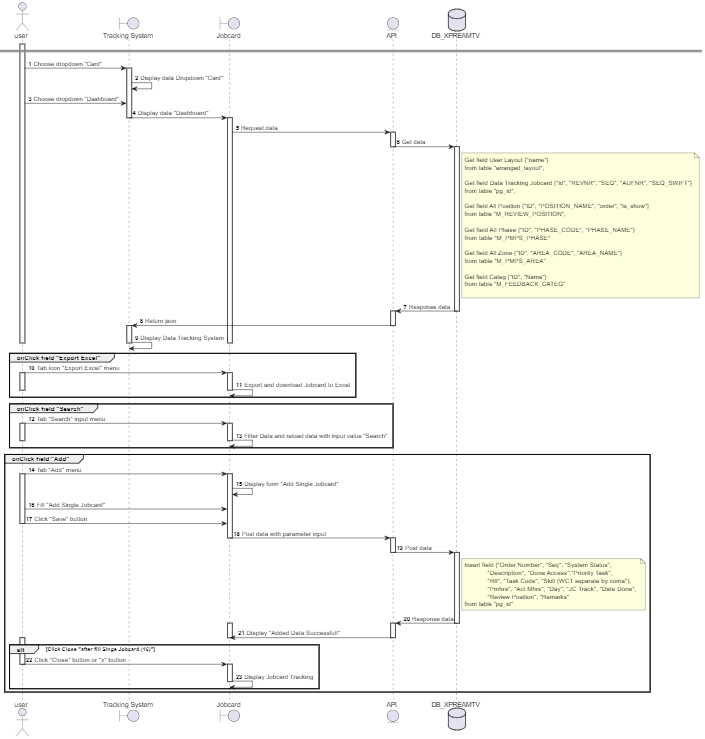 user
Tracking System
Jobcard
API
DB_XPREAMTV
1 Choose dropdown "Card"
2 Display data Dropdown "Card"
3 Choose dropdown "Dashboard"
4 Display data "Dashboard"
5 Request data
6 Get data
Get field User Layout {"name"}
from table "arranged_layout",
Get field Data Tracking Jobcard {"id", "REVNR", "SEQ", "AUFNR", "SEQ_SWIFT"}
from table "pg_id",
Get field All Position {"ID", "POSITION_NAME", "order", "is_show"}
from table "M_REVIEW_POSITION",
Get field All Phase {"ID", "PHASE_CODE", "PHASE_NAME"}
from table "M_PMPS_PHASE"
Get field All Zone {"ID", "AREA_CODE", "AREA_NAME"}
from table "M_PMPS_AREA"
Get field Categ {"ID", "Name"}
from table "M_FEEDBACK_CATEG"
7 Response data
8 Return json
9 Display Data Tracking System
onClick field "Export Excel"
10 Tab icon "Export Excel" menu
11 Export and download Jobcard to Excel
onClick field "Search"
12 Tab "Search" input menu
13 Filter Data and reload data with input value "Search"
onClick field "Add"
14 Tab "Add" menu
15 Display form "Add Single Jobcard"
16 Fill "Add Single Jobcard"
17 Click "Save" button
18 Post data with parameter input
19 Post data
Insert field {"Order Number", "Seq", "System Status",
"Description", "Done Access","Priority Task",
"RII", "Task Code", "Skill (WCT separate by coma"),
"Pmhrs", "Act Mhrs", "Day", "JC Track", "Date Done",
"Review Position", "Remarks"
from table "pg_id"
20 Response data
21 Display "Added Data Successfull"
alt
[Click Close "after fill Singe Jobcard (16)"]
22 Click "Close" button or "x" button
23 Display Jobcard Tracking
user
Tracking System
Jobcard
API
DB_XPREAMTV